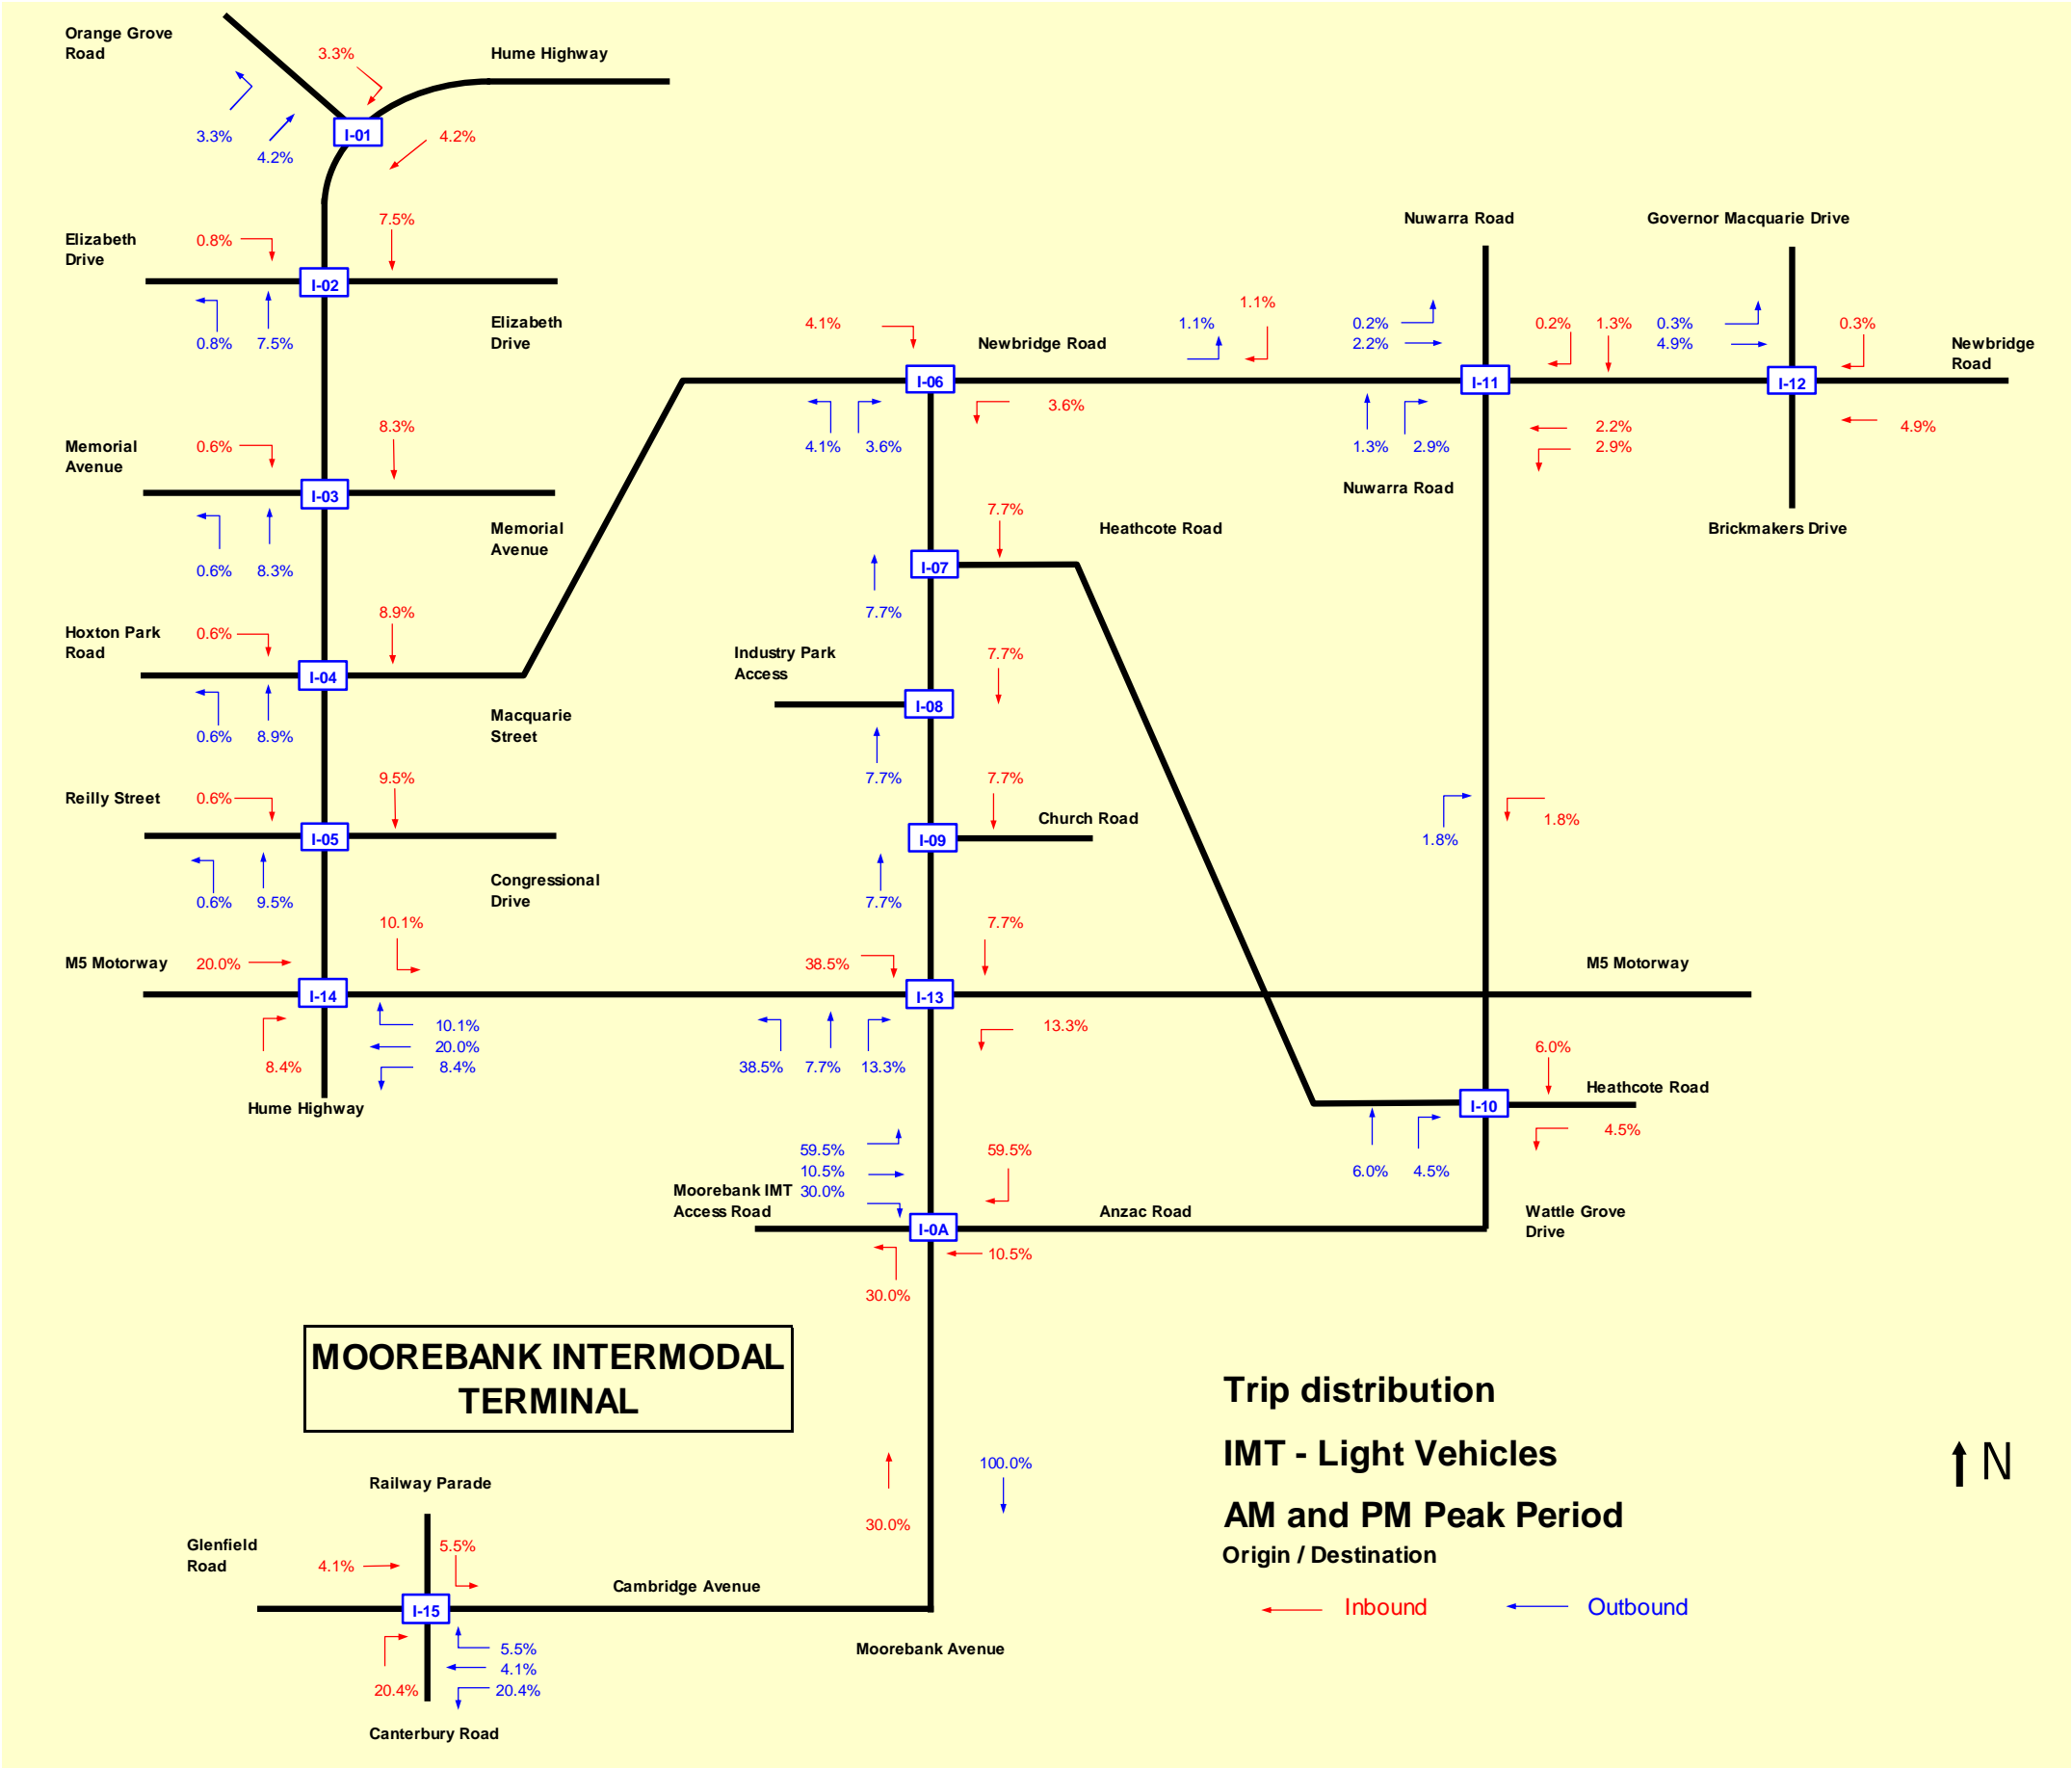 Orange Grove
Road
3.3%
Hume Highway
3.3%
4.2%
I-01
4.2%
Elizabeth
Drive
0.8%
7.5%
I-02
0.8%
7.5%
Elizabeth
Drive
Memorial
Avenue
0.6%
8.3%
I-03
0.6%
8.3%
Memorial
Avenue
Hoxton Park
Road
0.6%
8.9%
I-04
0.6%
8.9%
Macquarie
Street
Reilly Street
0.6%
9.5%
I-05
0.6%
9.5%
Congressional
Drive
M5 Motorway
20.0%
10.1%
I-14
8.4%
10.1%
20.0%
8.4%
Hume Highway
4.1%
Newbridge Road
I-06
4.1%
3.6%
3.6%
1.1%
1.1%
Nuwarra Road
0.2%
2.2%
I-11
0.2%
1.3%
1.3%
2.9%
2.2%
2.9%
Nuwarra Road
Governor Macquarie Drive
0.3%
4.9%
I-12
0.3%
4.9%
Newbridge
Road
Brickmakers Drive
7.7%
Heathcote Road
I-07
7.7%
Industry Park
Access
7.7%
I-08
7.7%
7.7%
Church Road
I-09
7.7%
1.8%
1.8%
38.5%
7.7%
I-13
38.5%
7.7%
13.3%
13.3%
M5 Motorway
6.0%
Heathcote Road
I-10
6.0%
4.5%
4.5%
59.5%
10.5%
30.0%
59.5%
Moorebank IMT
Access Road
I-0A
Anzac Road
Wattle Grove
Drive
10.5%
30.0%
MOOREBANK INTERMODAL
TERMINAL
30.0%
100.0%
Railway Parade
Glenfield
Road
4.1%
5.5%
I-15
Cambridge Avenue
20.4%
5.5%
4.1%
20.4%
Moorebank Avenue
Canterbury Road
Trip distribution
IMT - Light Vehicles
AM and PM Peak Period
Origin / Destination
Inbound
Outbound
N